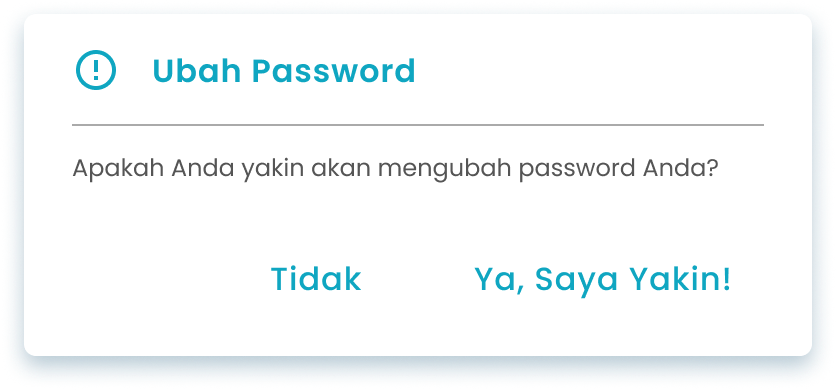 Ubah Password
Apakah Anda yakin akan mengubah password Anda?
Tidak
Ya, Saya Yakin!